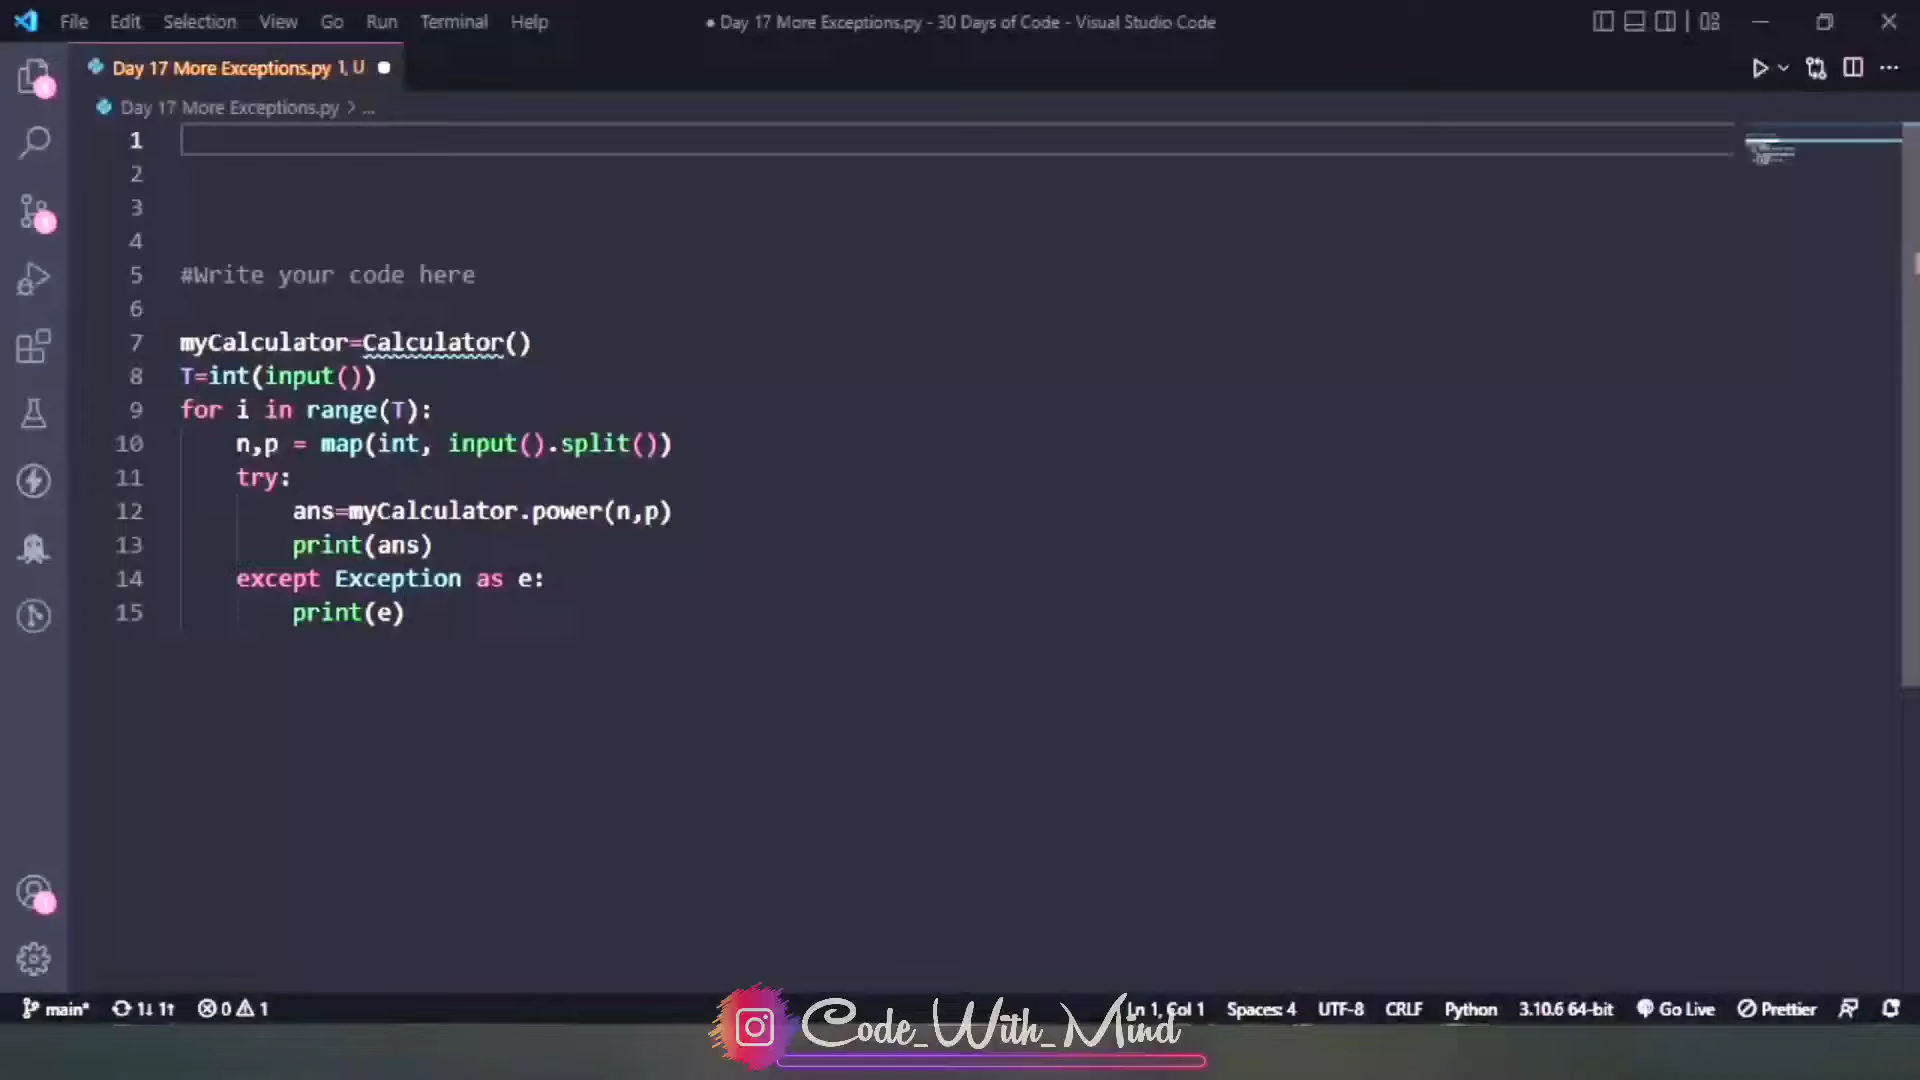 File Edit Selection View Go Run Terminal Help
● Day 17 More Exceptions.py - 30 Days of Code - Visual Studio Code
Day 17 More Exceptions.py 1, U
Day 17 More Exceptions.py > ...
1
2
3
4
5 #Write your code here
6
7 myCalculator=Calculator()
8 T=int(input())
9 for i in range(T):
10 n,p = map(int, input().split())
11 try:
12 ans=myCalculator.power(n,p)
13 print(ans)
14 except Exception as e:
15 print(e)
main* 1↓ 1↑ 0 1 Ln 1, Col 1 Spaces: 4 UTF-8 CRLF Python 3.10.6 64-bit Go Live Prettier
Code_With_Mind